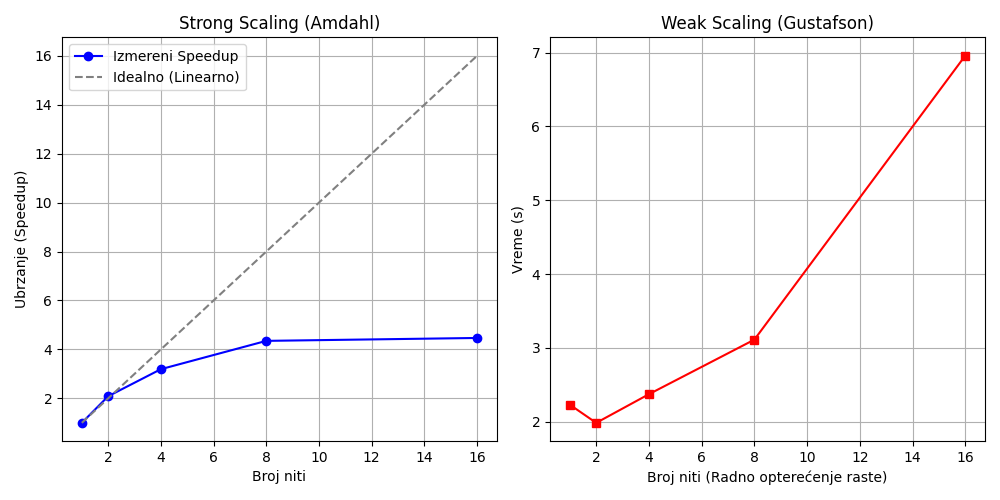 Strong Scaling (Amdahl)
Izmereni Speedup
Idealno (Linearno)
16
14
12
10
8
6
4
2
Ubrzanje (Speedup)
2 4 6 8 10 12 14 16
Broj niti
Weak Scaling (Gustafson)
7
6
5
4
3
2
Vreme (s)
2 4 6 8 10 12 14 16
Broj niti (Radno opterećenje raste)